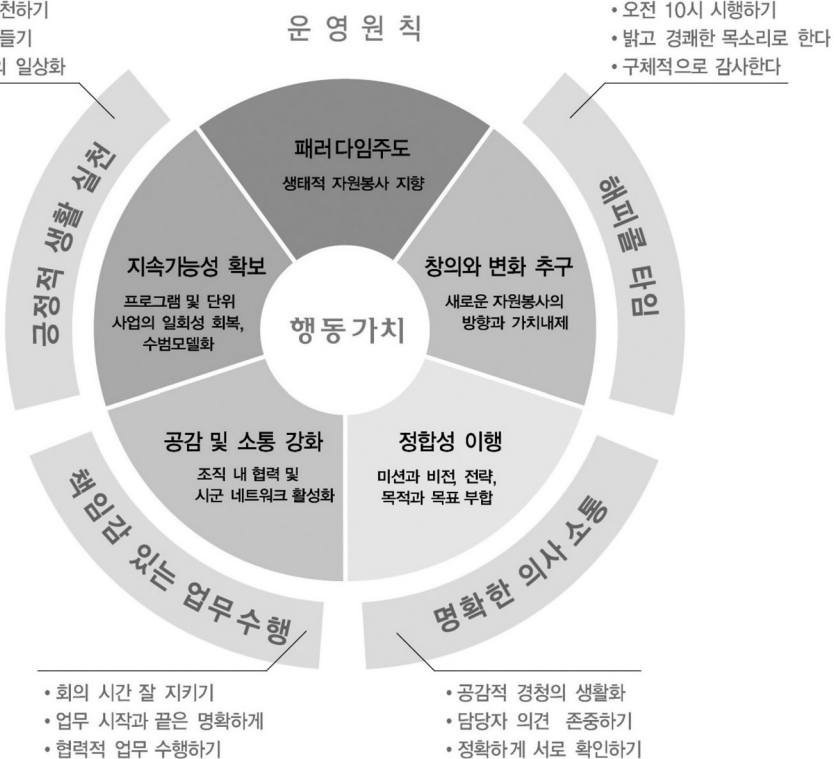 천하기
들기
일상화
운영원칙
• 오전 10시 시행하기
• 밝고 경쾌한 목소리로 한다
• 구체적으로 감사한다
긍정적 생활 실천
해피콜 타임
패러다임주도
생태적 자원봉사 지향
지속가능성 확보
프로그램 및 단위
사업의 일회성 회복,
수범모델화
창의와 변화 추구
새로운 자원봉사의
방향과 가치내제
행동가치
공감 및 소통 강화
조직 내 협력 및
시군 네트워크 활성화
정합성 이행
미션과 비전, 전략,
목적과 목표 부합
책임감 있는 업무수행
명확한 의사 소통
• 회의 시간 잘 지키기
• 업무 시작과 끝은 명확하게
• 협력적 업무 수행하기
• 공감적 경청의 생활화
• 담당자 의견 존중하기
• 정확하게 서로 확인하기